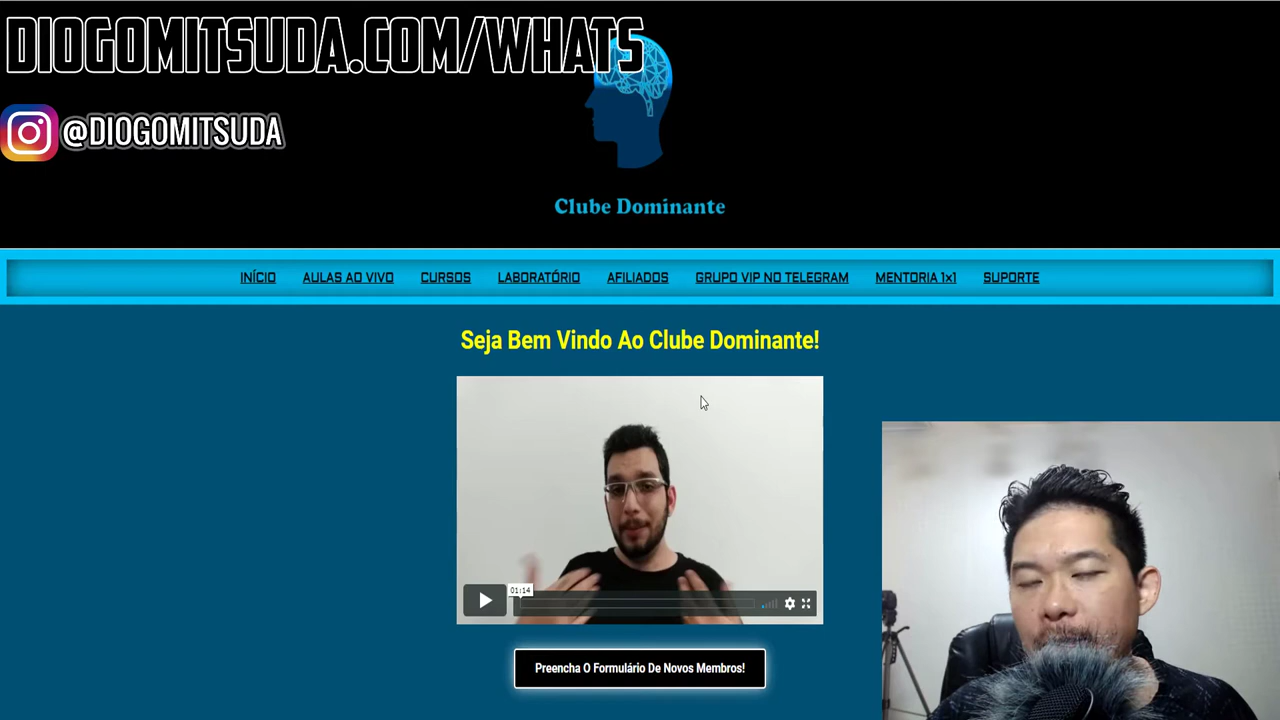 DIOGOMITSUDA.COM/WHATS
@DIOGOMITSUDA
Clube Dominante
INÍCIO AULAS AO VIVO CURSOS LABORATÓRIO AFILIADOS GRUPO VIP NO TELEGRAM MENTORIA 1x1 SUPORTE
Seja Bem Vindo Ao Clube Dominante!
01:14
Preencha O Formulário De Novos Membros!